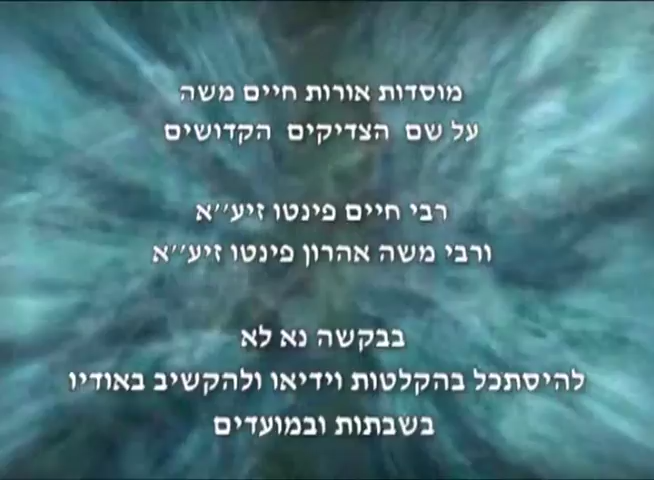 מוסדות אורות חיים משה
על שם הצדיקים הקדושים
רבי חיים פינטו זיע''א
ורבי משה אהרון פינטו זיע''א
בבקשה נא לא
להיסתכל בהקלטות וידיאו ולהקשיב באודיו
בשבתות ובמועדים